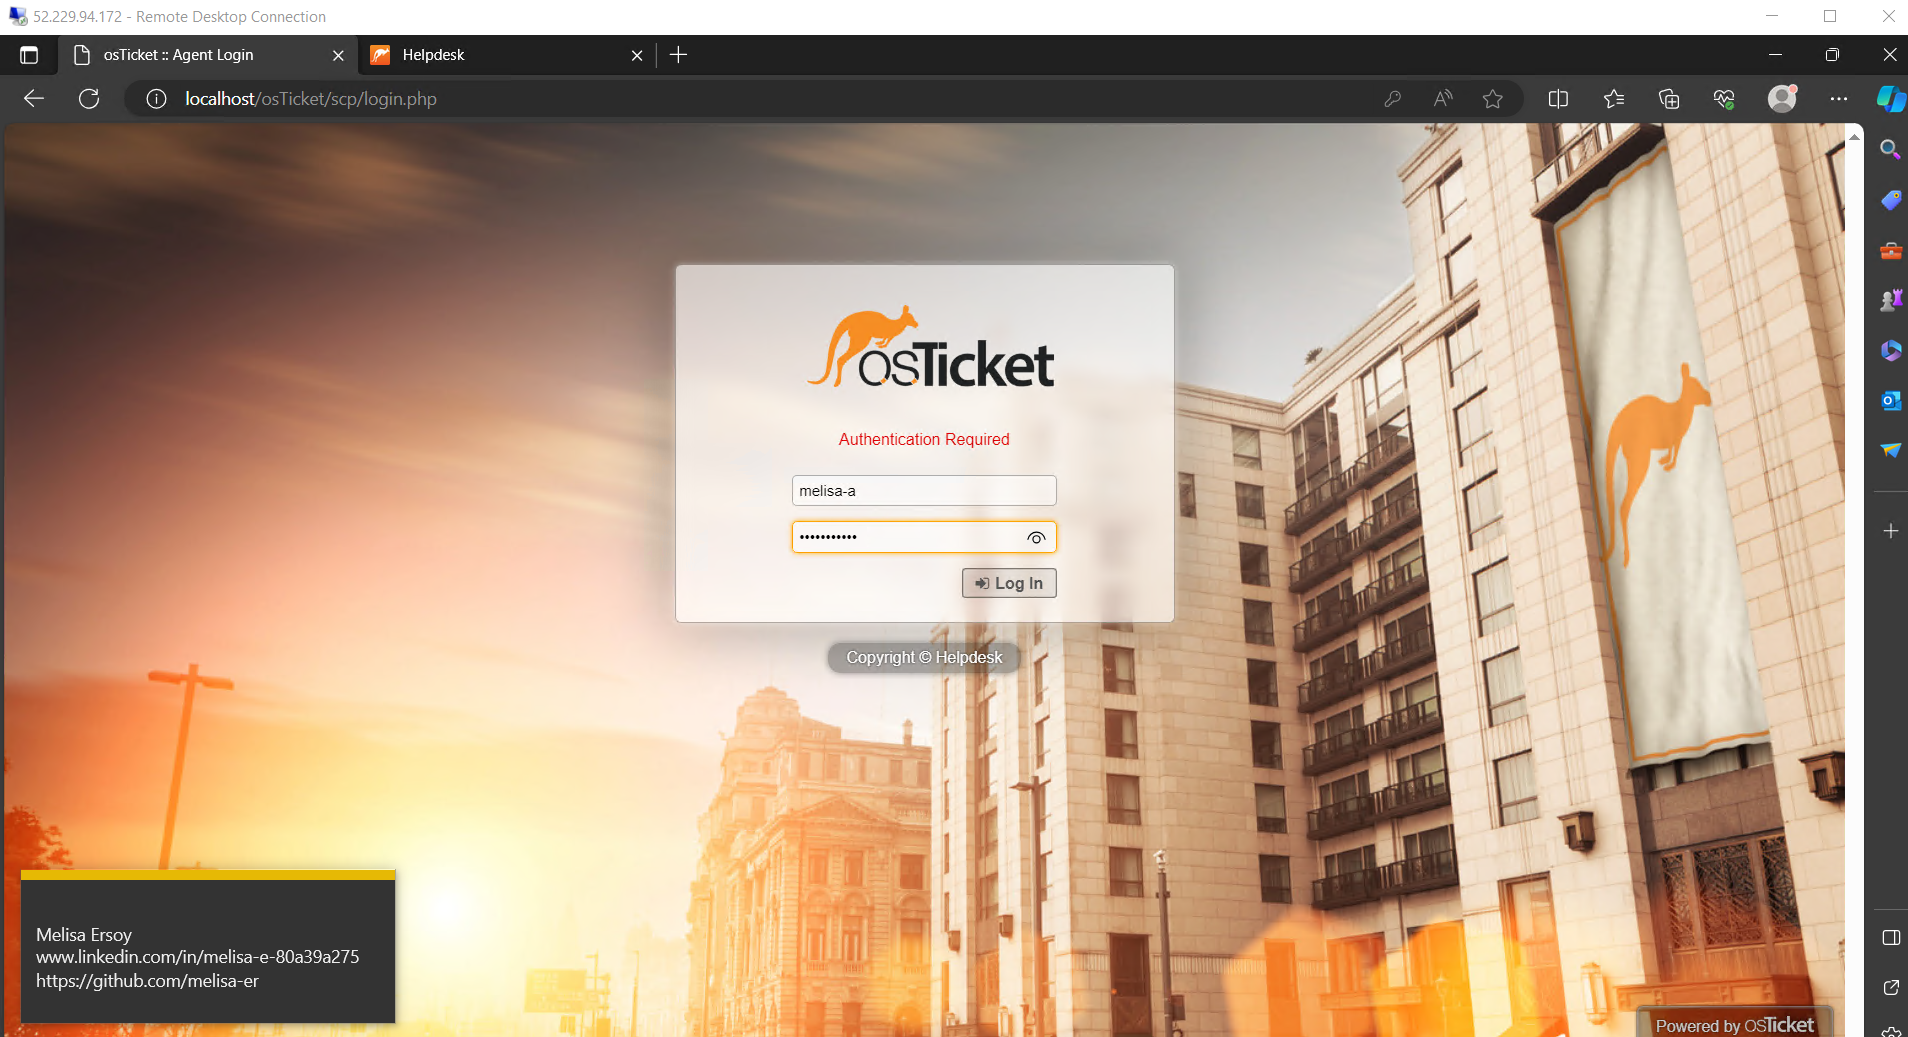 52.229.94.172 - Remote Desktop Connection
osTicket :: Agent Login
Helpdesk
localhost/osTicket/scp/login.php
osTicket
Authentication Required
melisa-a
•••••••••••
Log In
Copyright © Helpdesk
Melisa Ersoy
www.linkedin.com/in/melisa-e-80a39a275
https://github.com/melisa-er
Powered by osTicket